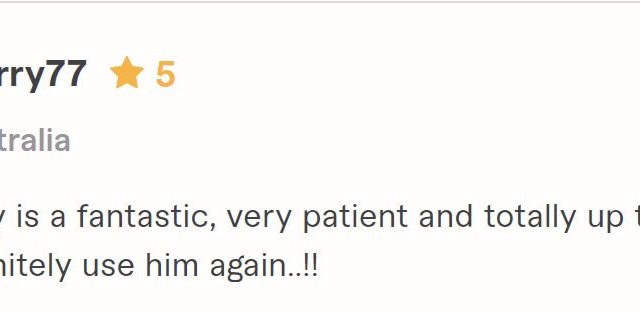 rry77 ★ 5
tralia
y is a fantastic, very patient and totally up t
nitely use him again..!!